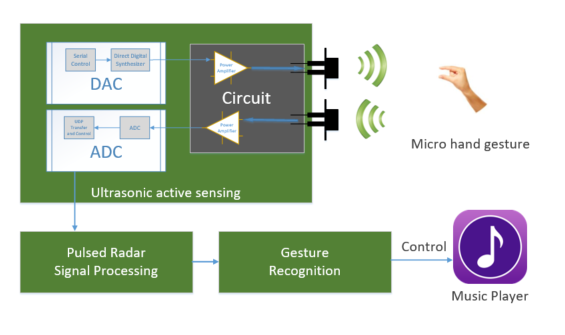 Serial
Control
Direct Digital
Synthesizer
DAC
Power
Amplifier
Circuit
UDP
Transfer
and Control
ADC
ADC
Power
Amplifier
Ultrasonic active sensing
Micro hand gesture
Pulsed Radar
Signal Processing
Gesture
Recognition
Control
Music Player